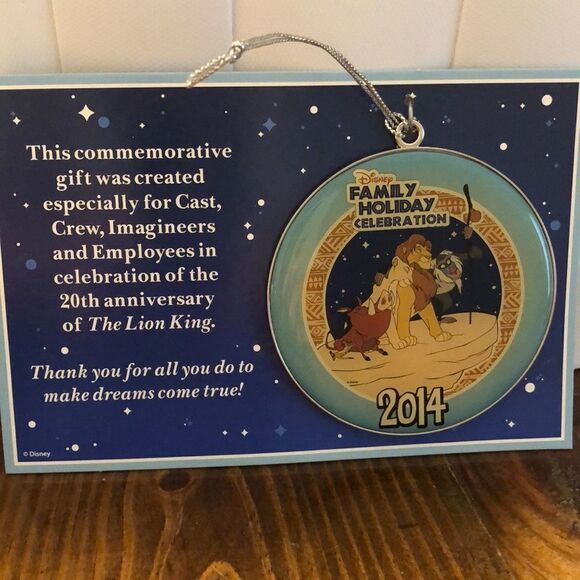 This commemorative
gift was created
especially for Cast,
Crew, Imagineers
and Employees in
celebration of the
20th anniversary
of The Lion King.
Thank you for all you do to
make dreams come true!
© Disney
Disney
FAMILY
HOLIDAY
CELEBRATION
2014